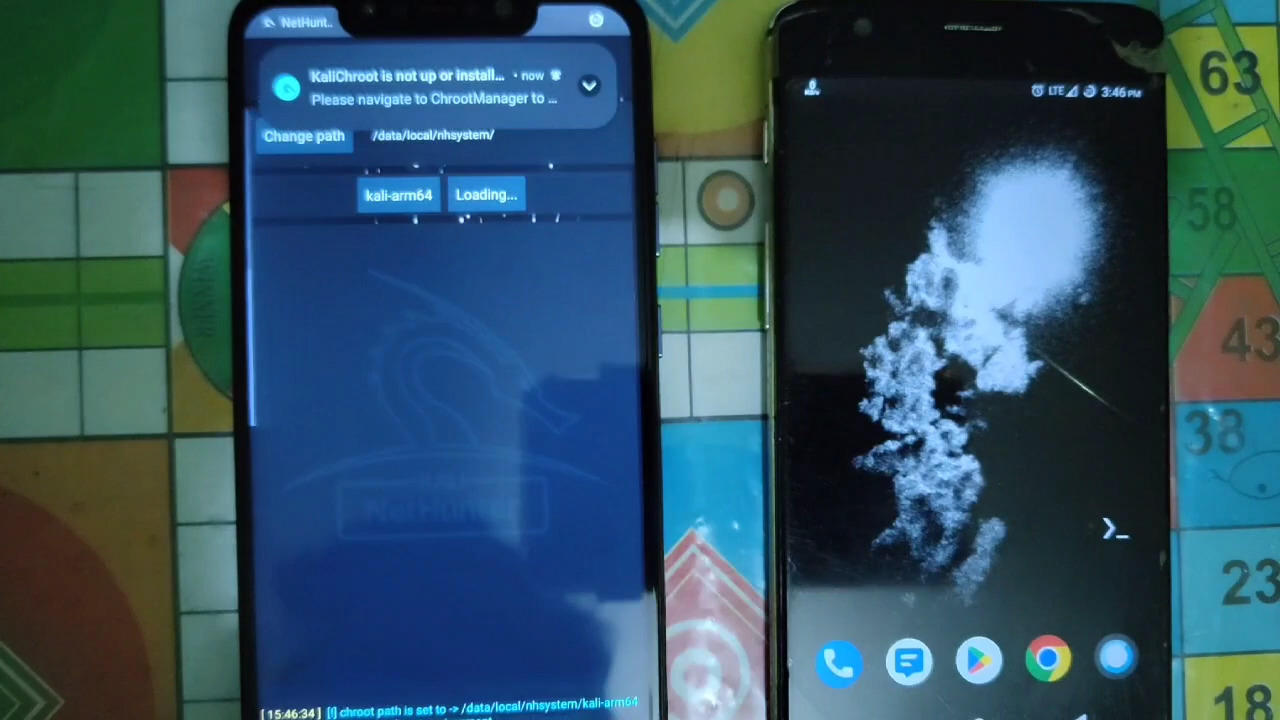 NetHunt..
KaliChroot is not up or install... • now
Please navigate to ChrootManager to ...
Change path /data/local/nhsystem/
kali-arm64 Loading...
NetHunter
[15:46:34] [!] chroot path is set to -> /data/local/nhsystem/kali-arm64
LTE 3:46 PM
>_
63
58
43
38
23
18